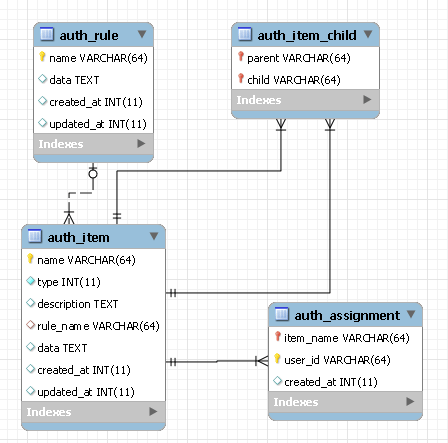 auth_rule
name VARCHAR(64)
data TEXT
created_at INT(11)
updated_at INT(11)
Indexes
auth_item_child
parent VARCHAR(64)
child VARCHAR(64)
Indexes
auth_item
name VARCHAR(64)
type INT(11)
description TEXT
rule_name VARCHAR(64)
data TEXT
created_at INT(11)
updated_at INT(11)
Indexes
auth_assignment
item_name VARCHAR(64)
user_id VARCHAR(64)
created_at INT(11)
Indexes